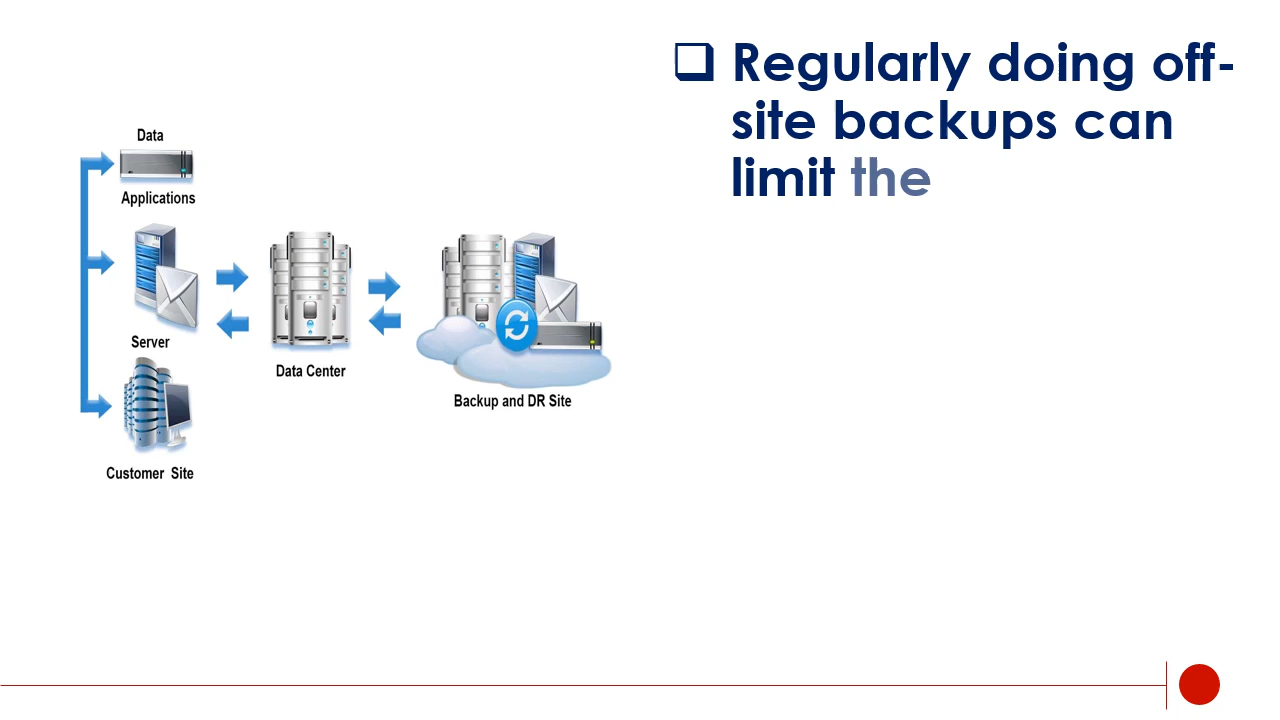 Regularly doing off-
site backups can
limit the
Data
Applications
Server
Customer Site
Data Center
Backup and DR Site